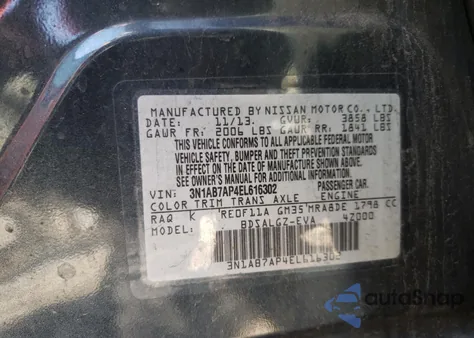 MANUFACTURED BY NISSAN MOTOR CO., LTD.
DATE: 11/13. GVWR: 3858 LBS
GAWR FR: 2006 LBS GAWR RR: 1841 LBS
THIS VEHICLE CONFORMS TO ALL APPLICABLE FEDERAL MOTOR
VEHICLE SAFETY, BUMPER AND THEFT PREVENTION STANDARDS
IN EFFECT ON THE DATE OF MANUFACTURE SHOWN ABOVE.
SEE OWNER'S MANUAL FOR ADDITIONAL INFORMATION.
VIN: 3N1AB7AP4EL616302 PASSENGER CAR.
COLOR TRIM TRANS AXLE ENGINE
RAQ K RE0F11A GM35 MRA8DE 1798 CC
MODEL: BDSALGZ-EVA 4Z000
3N1AB7AP4EL616302
autoSnap